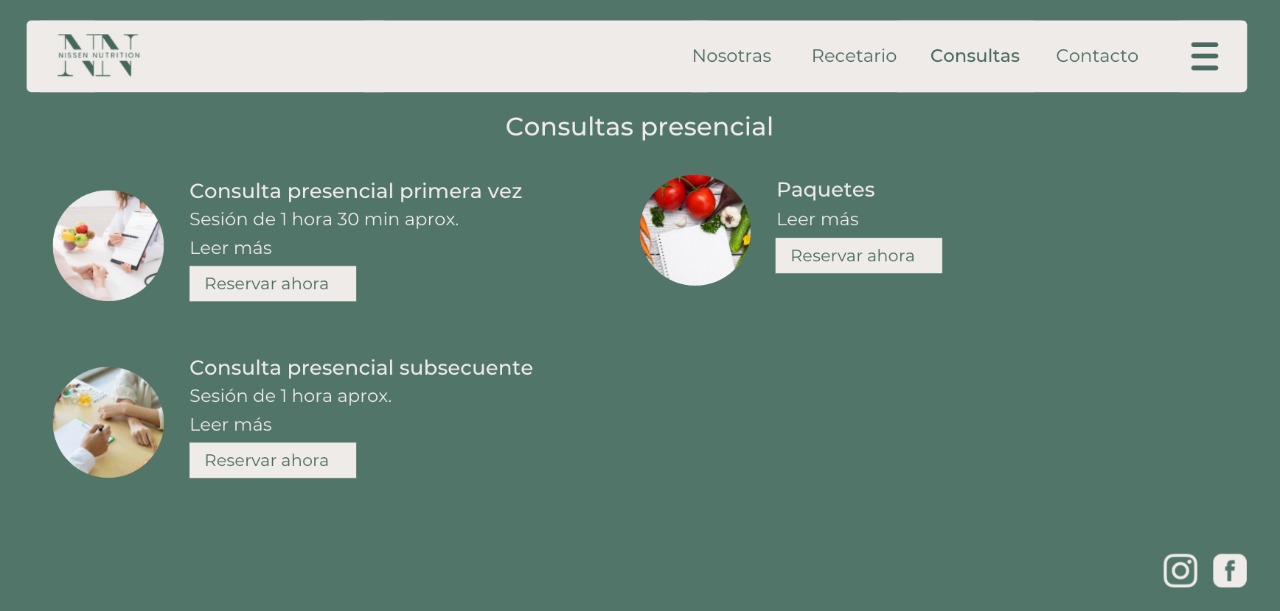 NN
NISSEN NUTRITION
NN
Nosotras
Recetario
Consultas
Contacto
Consultas presencial
Consulta presencial primera vez
Sesión de 1 hora 30 min aprox.
Leer más
Reservar ahora
Paquetes
Leer más
Reservar ahora
Consulta presencial subsecuente
Sesión de 1 hora aprox.
Leer más
Reservar ahora